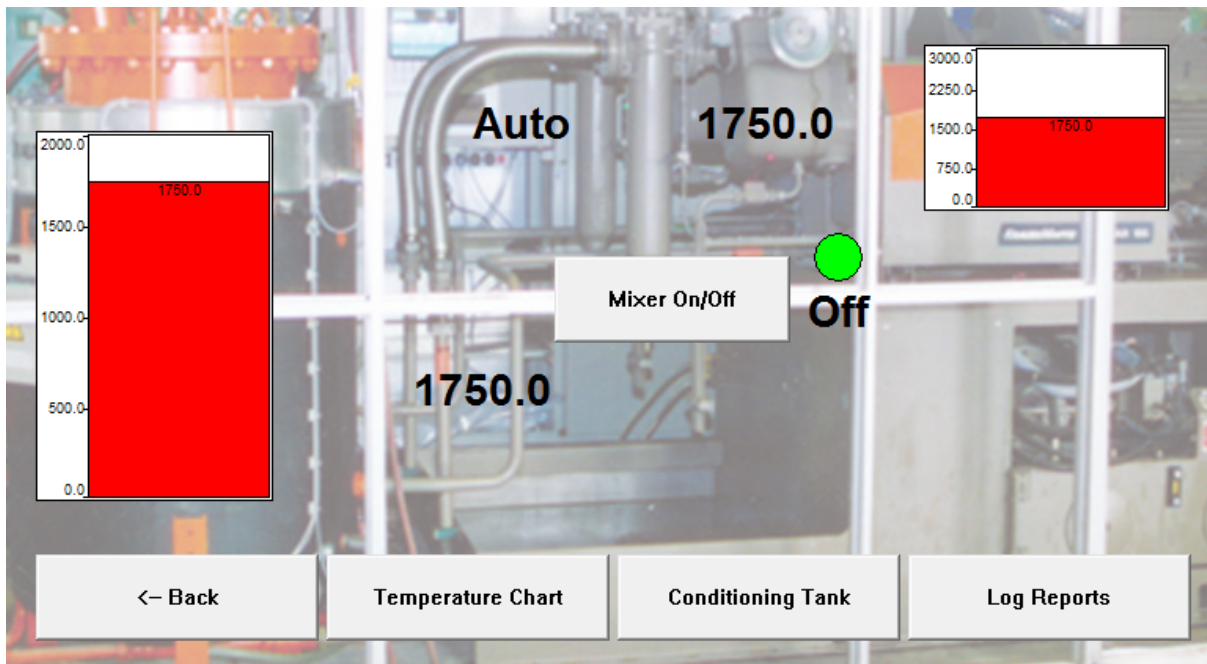 3000.0
2250.0
1500.0
750.0
0.0
1750.0
Auto
1750.0
2000.0
1500.0
1000.0
500.0
0.0
1750.0
Mixer On/Off
Off
1750.0
<– Back
Temperature Chart
Conditioning Tank
Log Reports